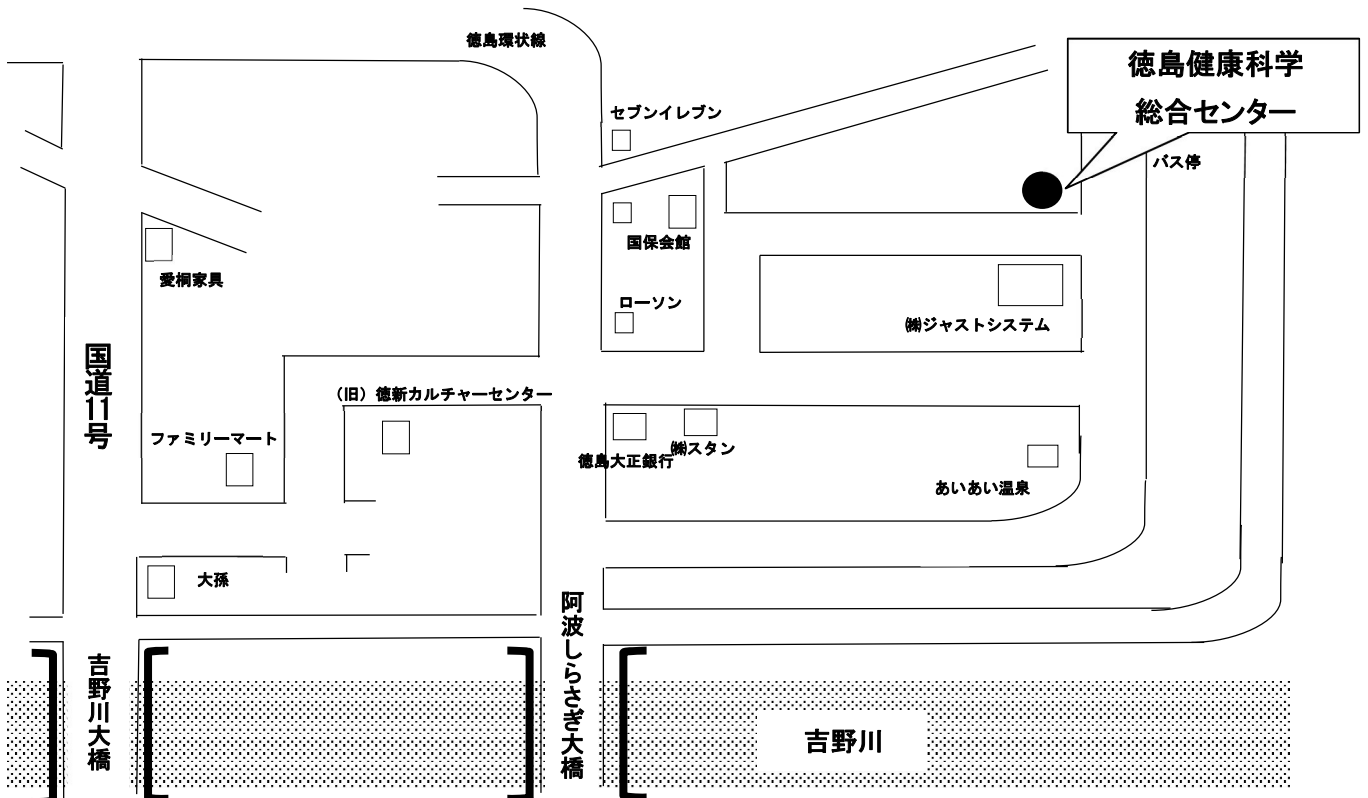 徳島環状線
徳島健康科学
総合センター
セブンイレブン
バス停
国保会館
愛桐家具
ローソン
㈱ジャストシステム
国道11号
（旧）徳新カルチャーセンター
ファミリーマート
徳島大正銀行
㈱スタン
あいあい温泉
大孫
阿波しらさぎ大橋
吉野川大橋
吉野川